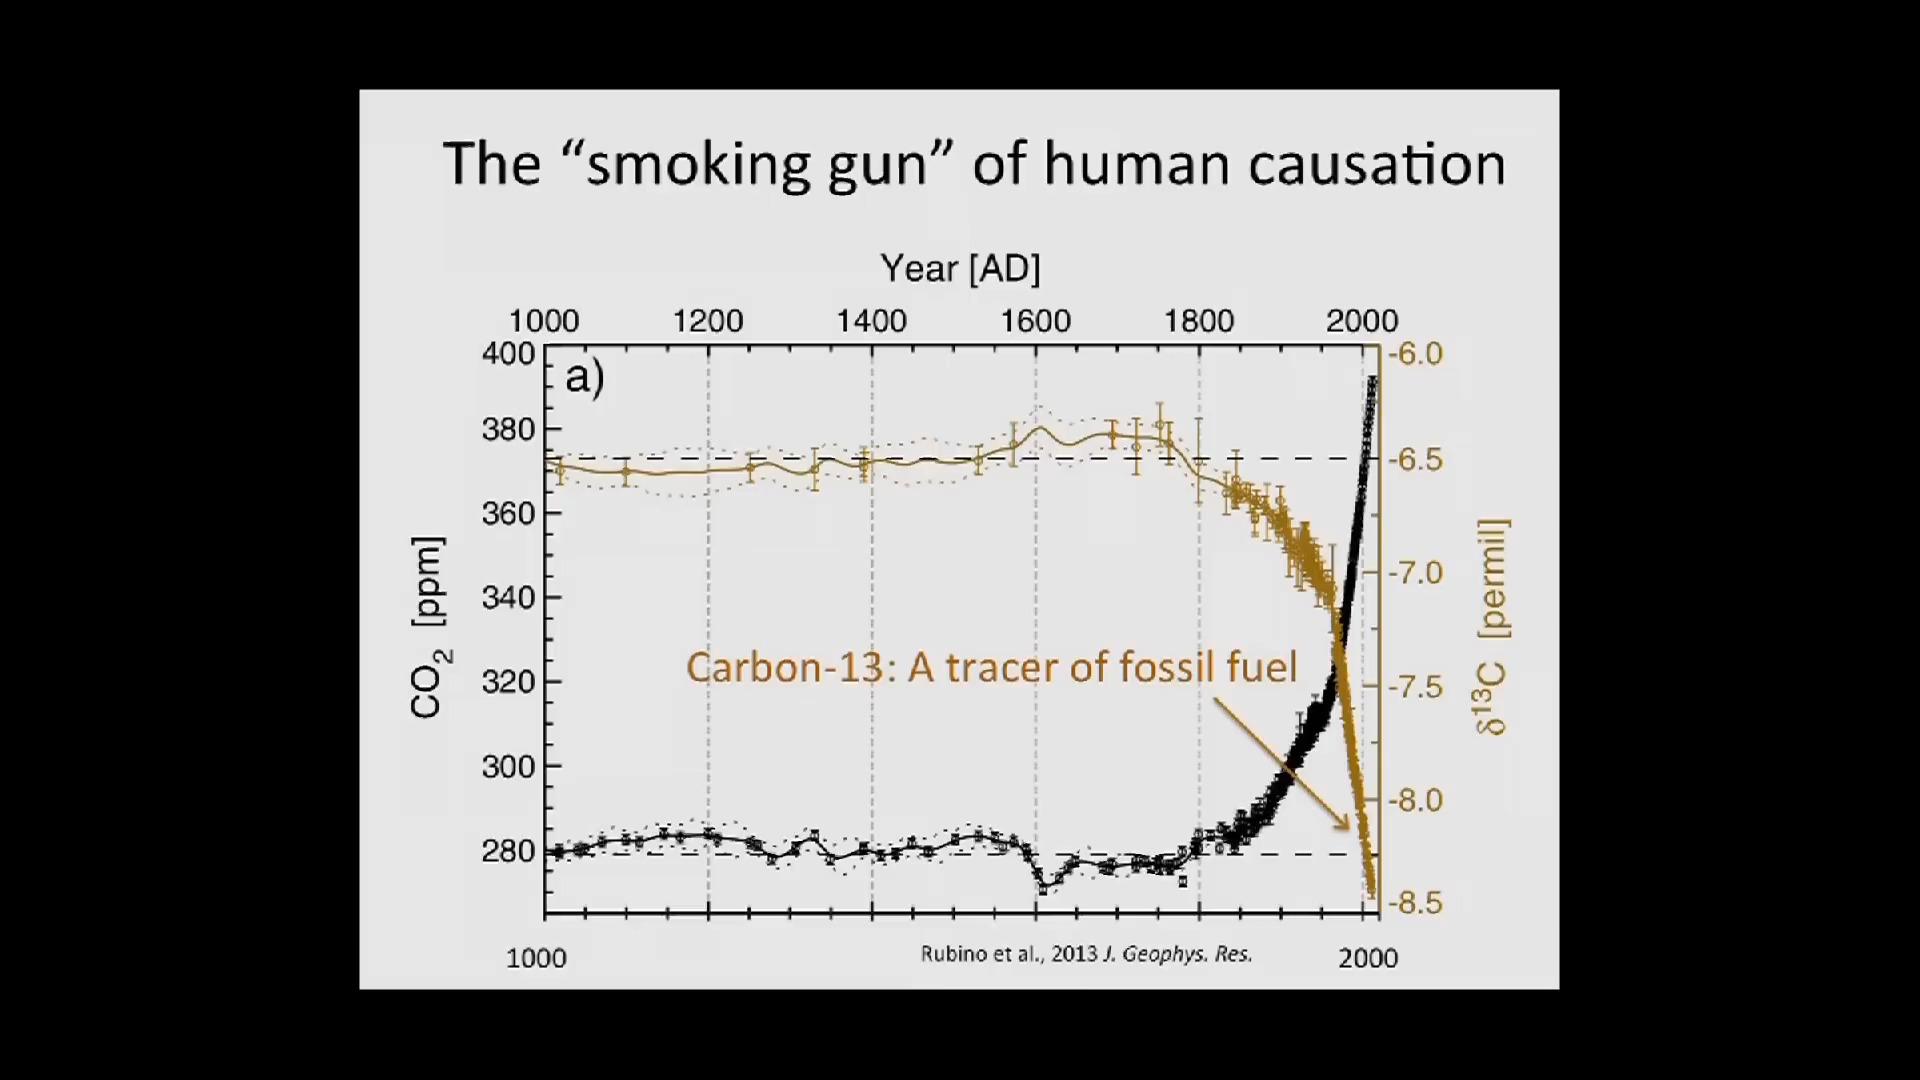 The “smoking gun” of human causation
Year [AD]
1000 1200 1400 1600 1800 2000
400
380
360
340
320
300
280
CO2 [ppm]
a)
-6.0
-6.5
-7.0
-7.5
-8.0
-8.5
δ13C [permil]
Carbon-13: A tracer of fossil fuel
1000 2000
Rubino et al., 2013 J. Geophys. Res.